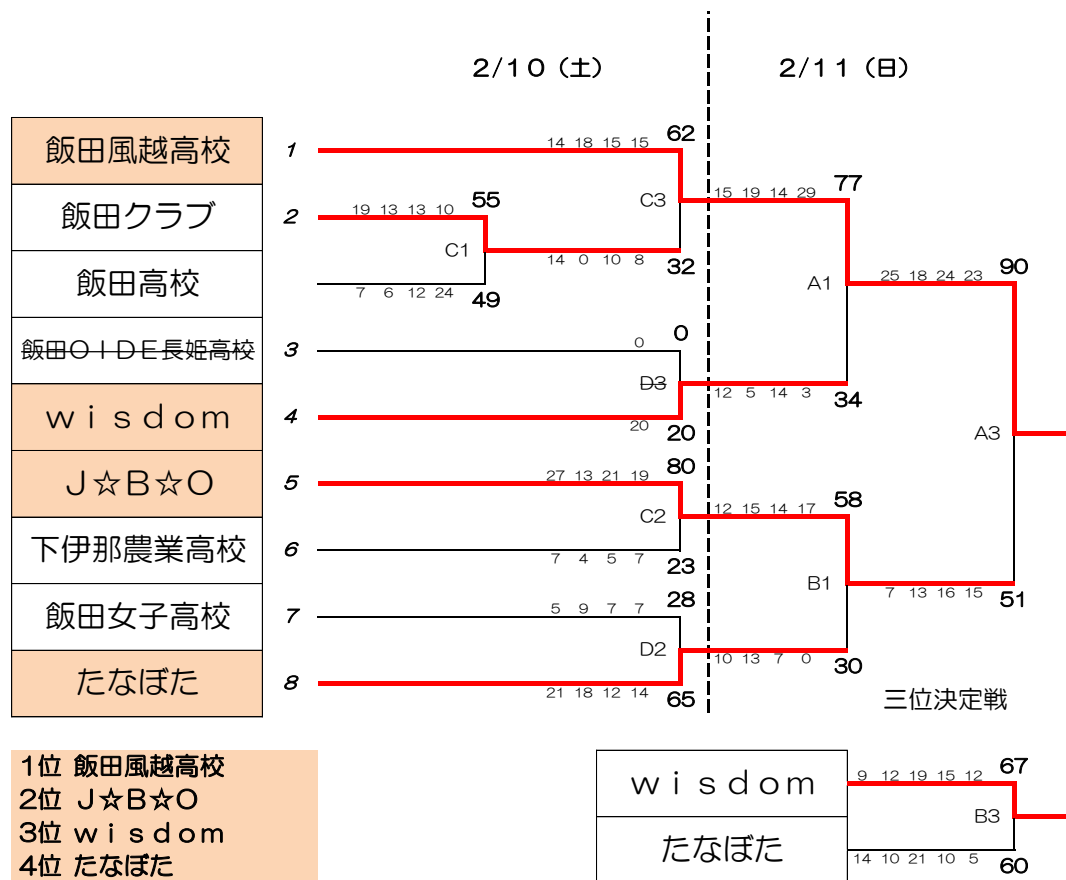 2/10（土）
2/11（日）
飯田風越高校 1 14 18 15 15 62
C3 15 19 14 29 77
飯田クラブ 2 19 13 13 10 55
C1 14 0 10 8 32
飯田高校 7 6 12 24 49
A1 25 18 24 23 90
飯田OIDE長姫高校 3 0 0
D3 12 5 14 3 34
wisdom 4 20 20
A3
J☆B☆O 5 27 13 21 19 80
C2 12 15 14 17 58
下伊那農業高校 6 7 4 5 7 23
B1 7 13 16 15 51
飯田女子高校 7 5 9 7 7 28
D2 10 13 7 0 30
たなぼた 8 21 18 12 14 65
三位決定戦
1位 飯田風越高校
2位 J☆B☆O
3位 wisdom
4位 たなぼた
wisdom 9 12 19 15 12 67
B3
たなぼた 14 10 21 10 5 60